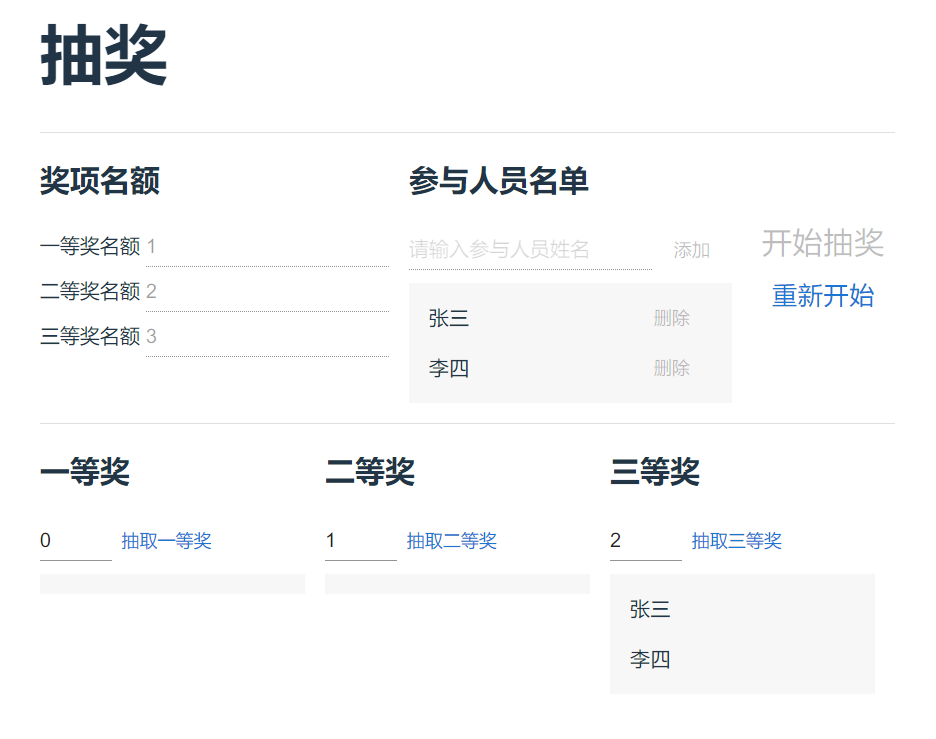 抽奖
奖项名额
一等奖名额 1
二等奖名额 2
三等奖名额 3
参与人员名单
请输入参与人员姓名 添加
张三 删除
李四 删除
开始抽奖
重新开始
一等奖
0 抽取一等奖
二等奖
1 抽取二等奖
三等奖
2 抽取三等奖
张三
李四